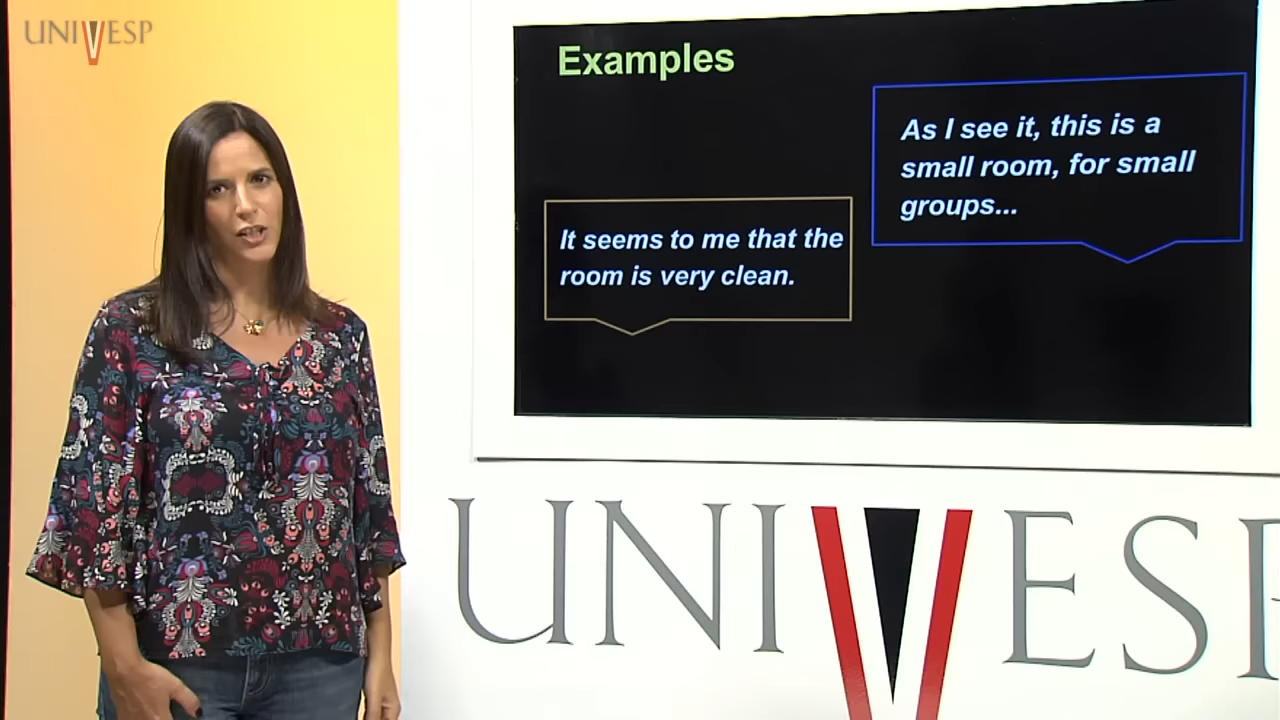 UNIVESP
Examples
As I see it, this is a
small room, for small
groups...
It seems to me that the
room is very clean.
UNIVESP